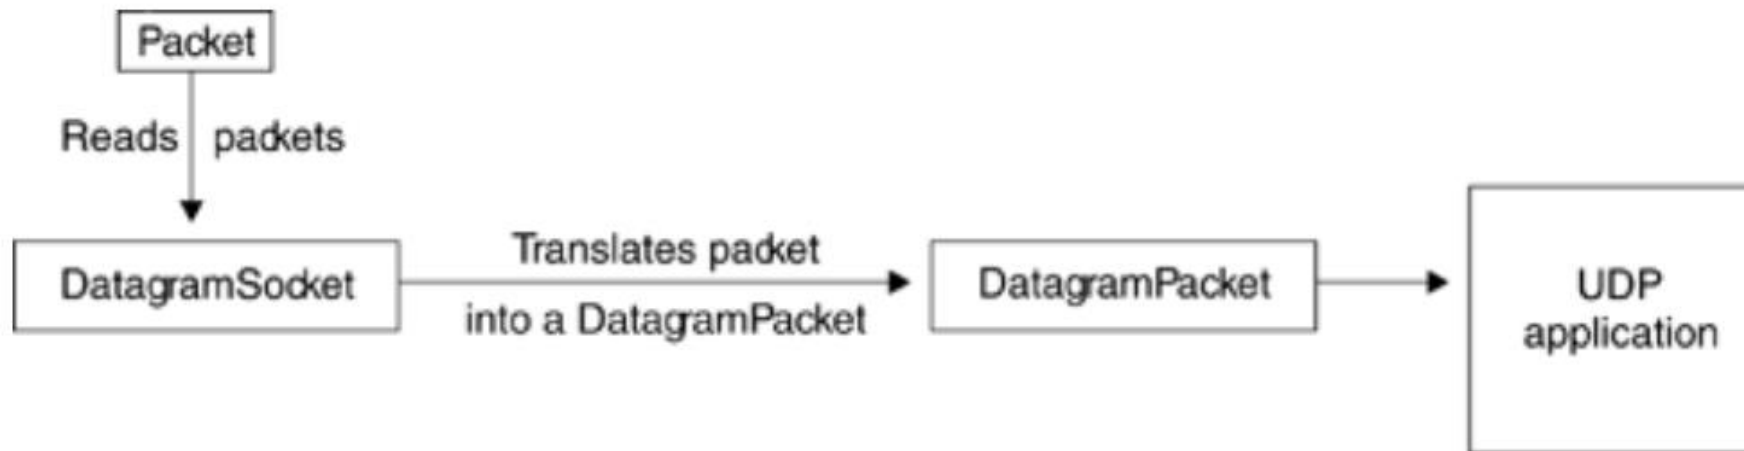 Packet
Reads packets
DatagramSocket
Translates packet
into a DatagramPacket
DatagramPacket
UDP
application